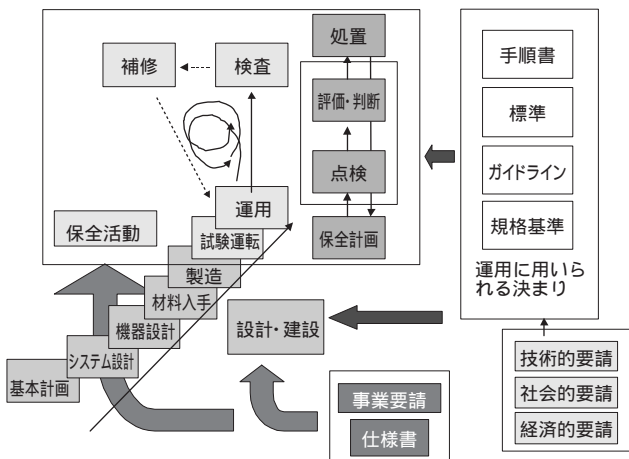 補修
検査
処置
評価・判断
点検
保全計画
運用
試験運転
製造
材料入手
機器設計
システム設計
基本計画
保全活動
設計・建設
事業要請
仕様書
手順書
標準
ガイドライン
規格基準
運用に用いら
れる決まり
技術的要請
社会的要請
経済的要請